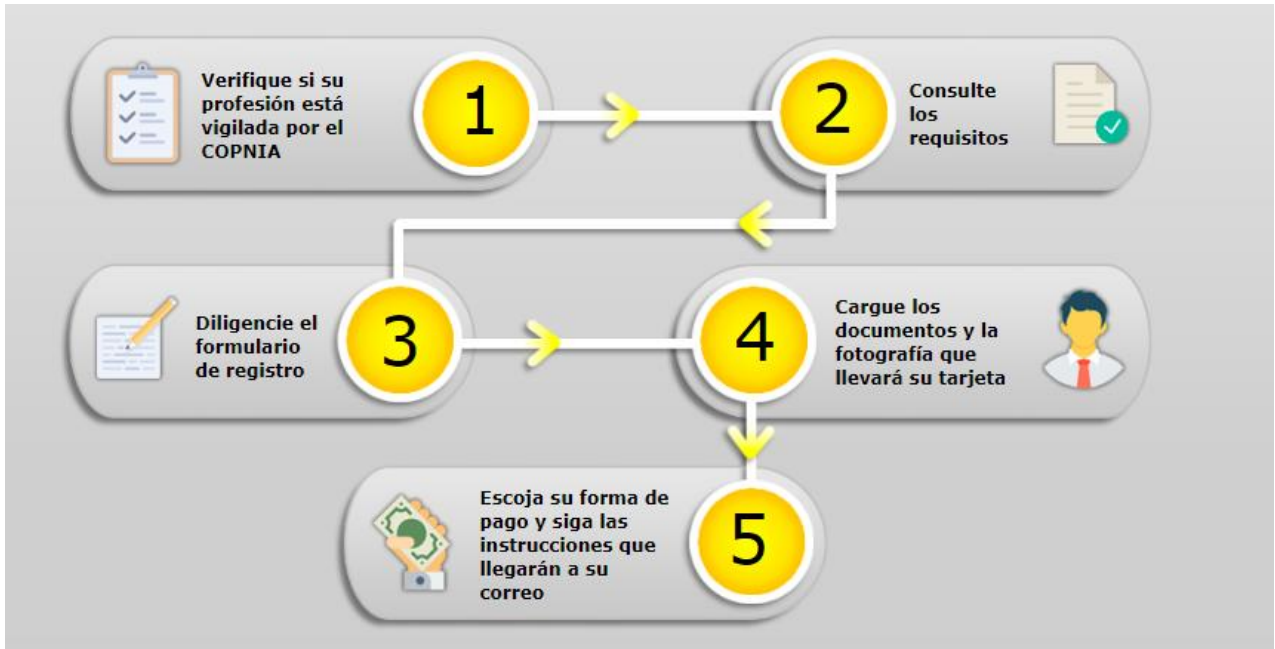 Verifique si su
profesión está
vigilada por el
COPNIA
1
2
Consulte
los
requisitos
Diligencie el
formulario
de registro
3
4
Cargue los
documentos y la
fotografía que
llevará su tarjeta
Escoja su forma de
pago y siga las
instrucciones que
llegarán a su
correo
5